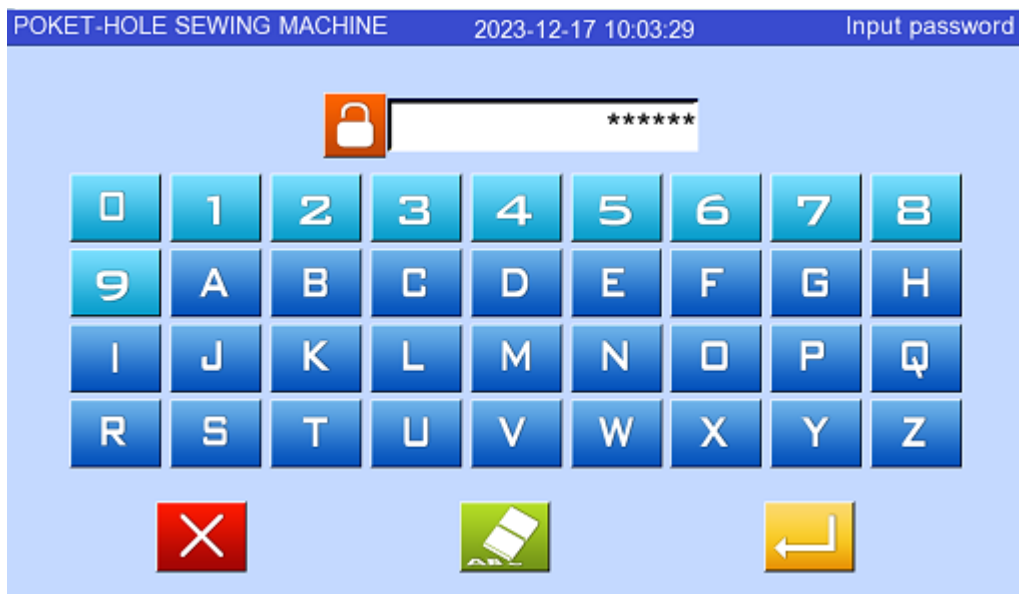 POKET-HOLE SEWING MACHINE 2023-12-17 10:03:29 Input password
******
0 1 2 3 4 5 6 7 8
9 A B C D E F G H
I J K L M N O P Q
R S T U V W X Y Z